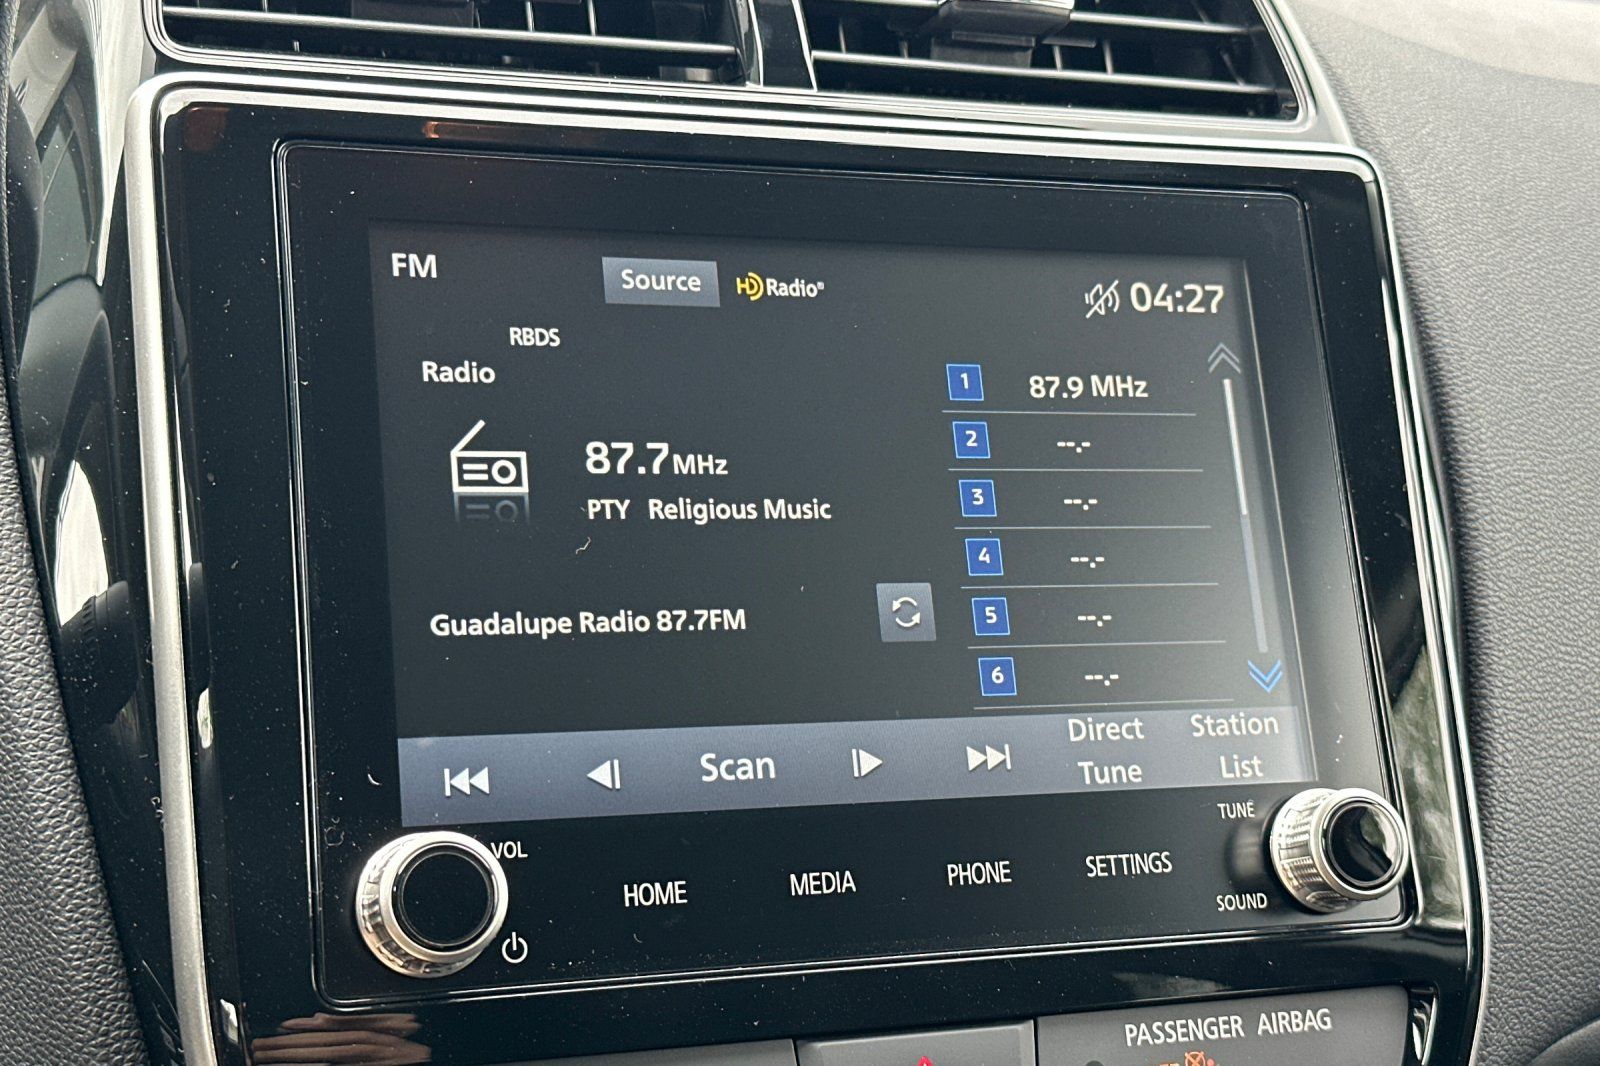 FM
Source
HD Radio®
04:27
RBDS
Radio
87.7 MHz
PTY Religious Music
Guadalupe Radio 87.7FM
1 87.9 MHz
2 --.-
3 --.-
4 --.-
5 --.-
6 --.-
Scan
Direct
Tune
Station
List
VOL
HOME
MEDIA
PHONE
SETTINGS
TUNE
SOUND
PASSENGER AIRBAG